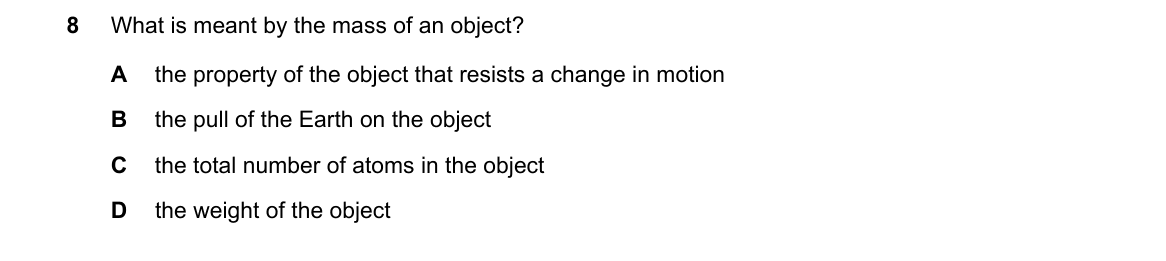 8 What is meant by the mass of an object?
A the property of the object that resists a change in motion
B the pull of the Earth on the object
C the total number of atoms in the object
D the weight of the object